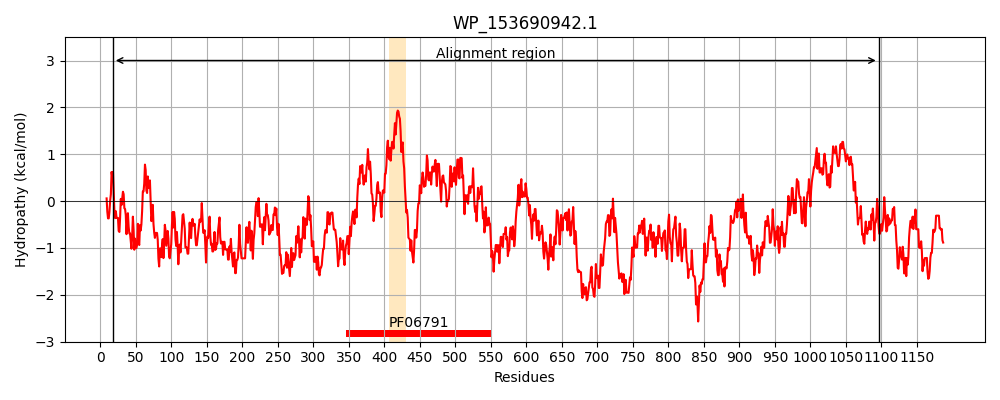 WP_153690942.1
Alignment region
Hydropathy (kcal/mol)
3
2
1
0
−1
−2
−3
PF06791
0 50 100 150 200 250 300 350 400 450 500 550 600 650 700 750 800 850 900 950 1000 1050 1100 1150
Residues